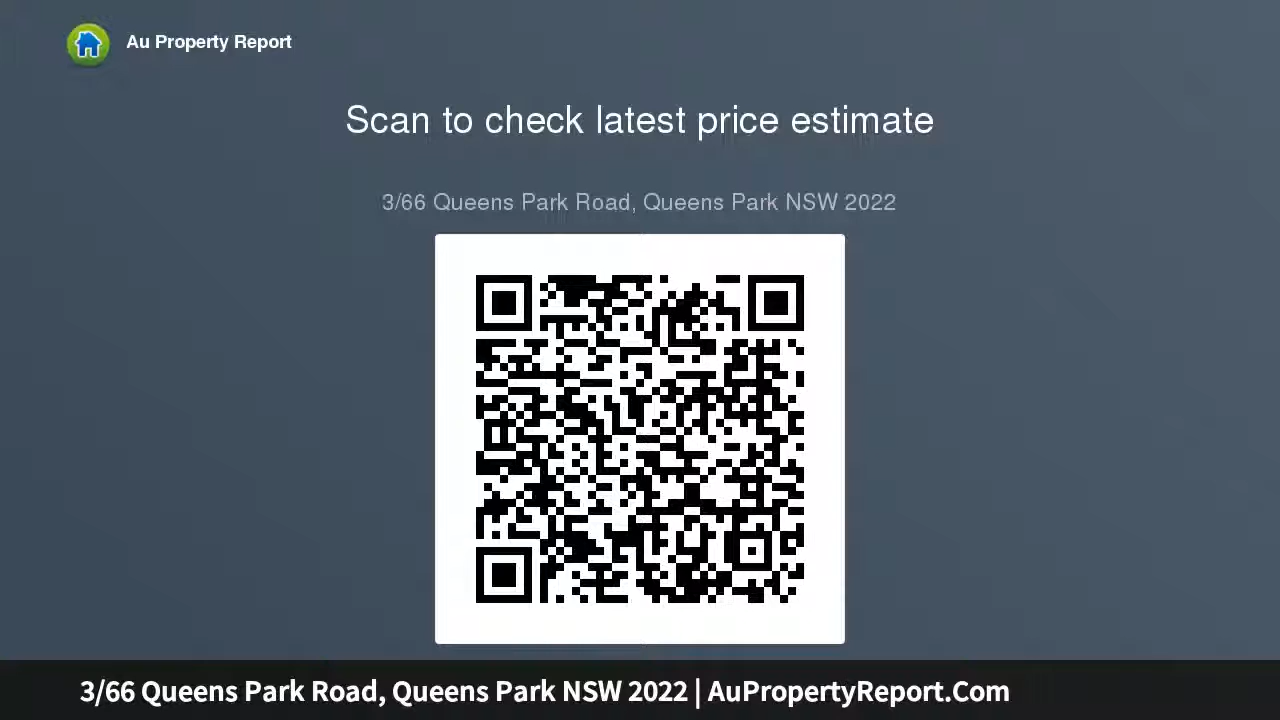 Au Property Report
Scan to check latest price estimate
3/66 Queens Park Road, Queens Park NSW 2022
3/66 Queens Park Road, Queens Park NSW 2022 | AuPropertyReport.Com